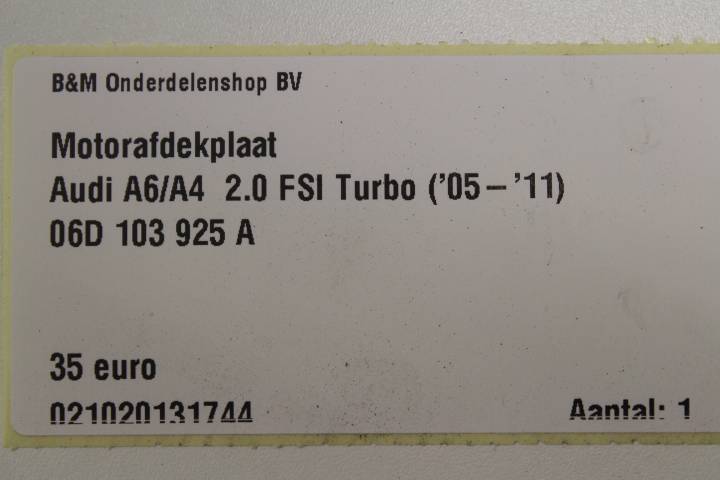 B&M Onderdelenshop BV
Motorafdekplaat
Audi A6/A4 2.0 FSI Turbo ('05–'11)
06D 103 925 A
35 euro
021020131744 Aantal: 1